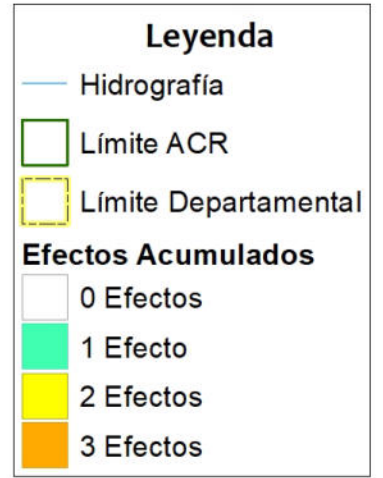 Leyenda
Hidrografía
Límite ACR
Límite Departamental
Efectos Acumulados
0 Efectos
1 Efecto
2 Efectos
3 Efectos